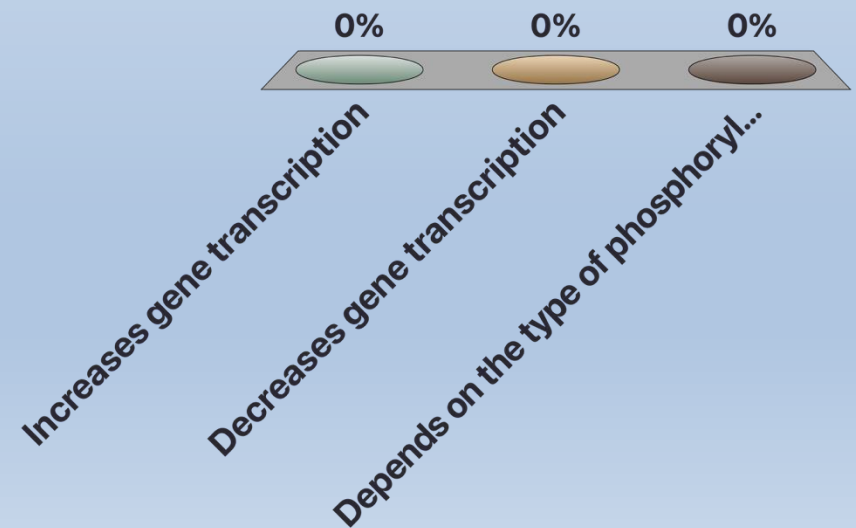 0% 0% 0%
Increases gene transcription
Decreases gene transcription
Depends on the type of phosphoryl...